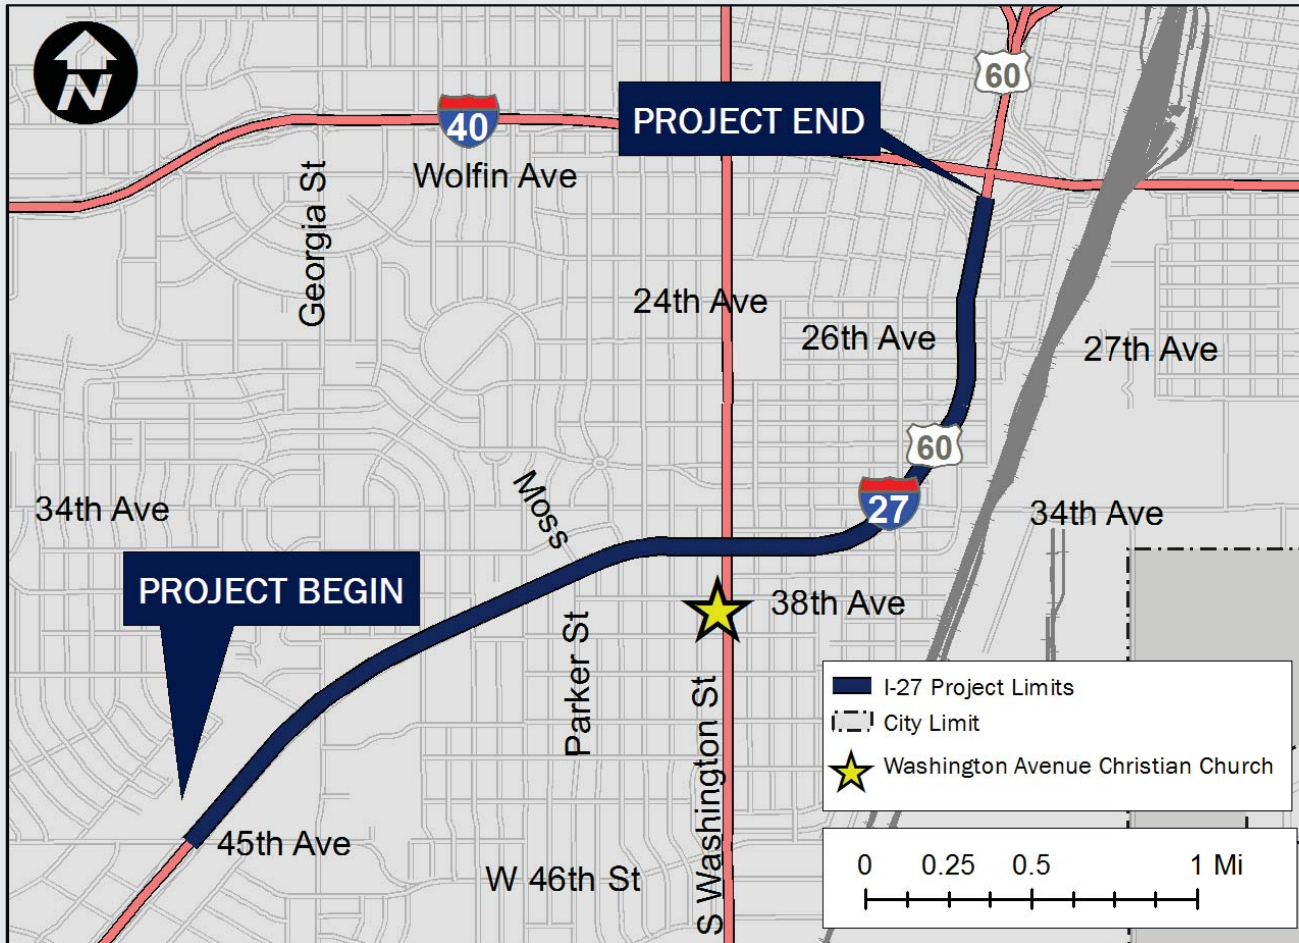 N
60
40
PROJECT END
Wolfin Ave
Georgia St
24th Ave
26th Ave
27th Ave
60
Moss
27
34th Ave
34th Ave
PROJECT BEGIN
38th Ave
Parker St
S Washington St
45th Ave
W 46th St
I-27 Project Limits
City Limit
Washington Avenue Christian Church
0 0.25 0.5 1 Mi